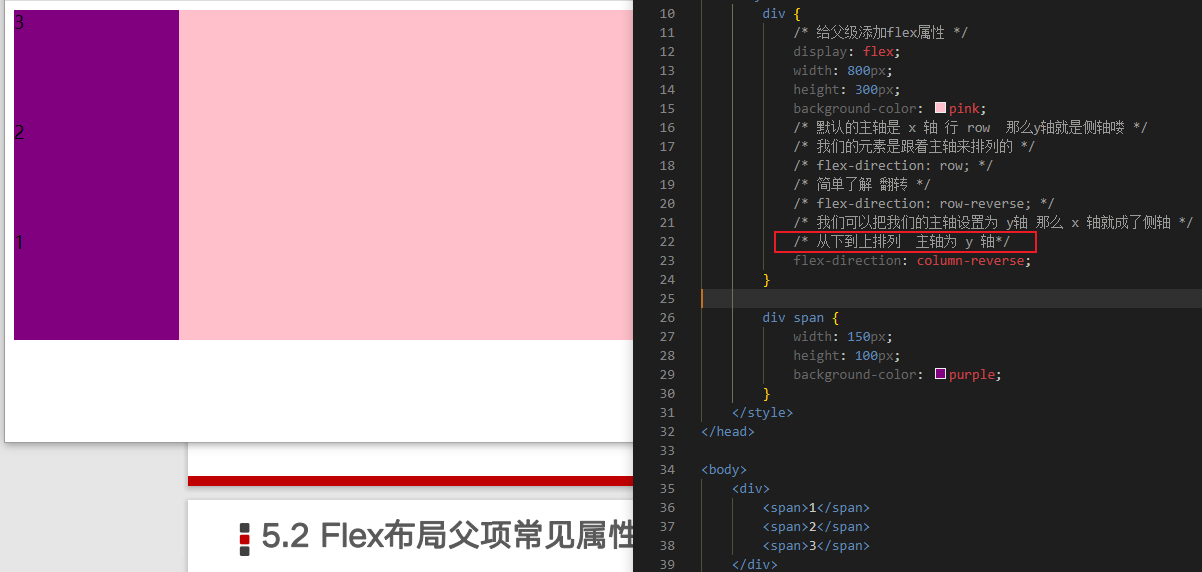 3
2
1
5.2 Flex布局父项常见属性
10 div {
11 /* 给父级添加flex属性 */
12 display: flex;
13 width: 800px;
14 height: 300px;
15 background-color: pink;
16 /* 默认的主轴是 x 轴 行 row  那么y轴就是侧轴喽 */
17 /* 我们的元素是跟着主轴来排列的 */
18 /* flex-direction: row; */
19 /* 简单了解 翻转 */
20 /* flex-direction: row-reverse; */
21 /* 我们可以把我们的主轴设置为 y轴 那么 x 轴就成了侧轴 */
22 /* 从下到上排列  主轴为 y 轴*/
23 flex-direction: column-reverse;
24 }
25
26 div span {
27 width: 150px;
28 height: 100px;
29 background-color: purple;
30 }
31 </style>
32 </head>
33
34 <body>
35 <div>
36 <span>1</span>
37 <span>2</span>
38 <span>3</span>
39 </div>